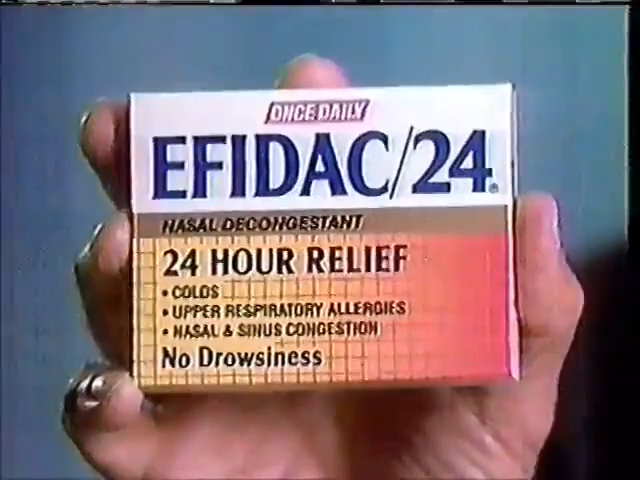 ONCE DAILY
EFIDAC/24®
NASAL DECONGESTANT
24 HOUR RELIEF
• COLDS
• UPPER RESPIRATORY ALLERGIES
• NASAL & SINUS CONGESTION
No Drowsiness